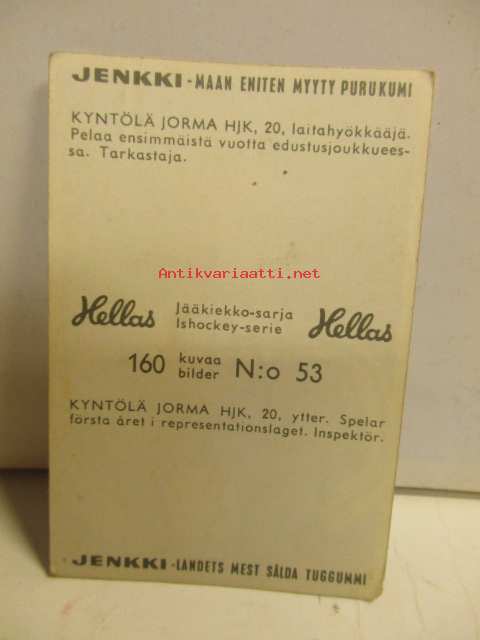 JENKKI - MAAN ENITEN MYYTY PURUKUMI
KYNTÖLÄ JORMA HJK, 20, laitahyökkääjä.
Pelaa ensimmäistä vuotta edustusjoukkuees-
sa. Tarkastaja.
Antikvariaatti.net
Hellas Jääkiekko-sarja Hellas
Ishockey-serie
160 kuvaa N:o 53
bilder
KYNTÖLÄ JORMA HJK, 20, ytter. Spelar
första året i representationslaget. Inspektör.
JENKKI - LANDETS MEST SÅLDA TUGGUMMI